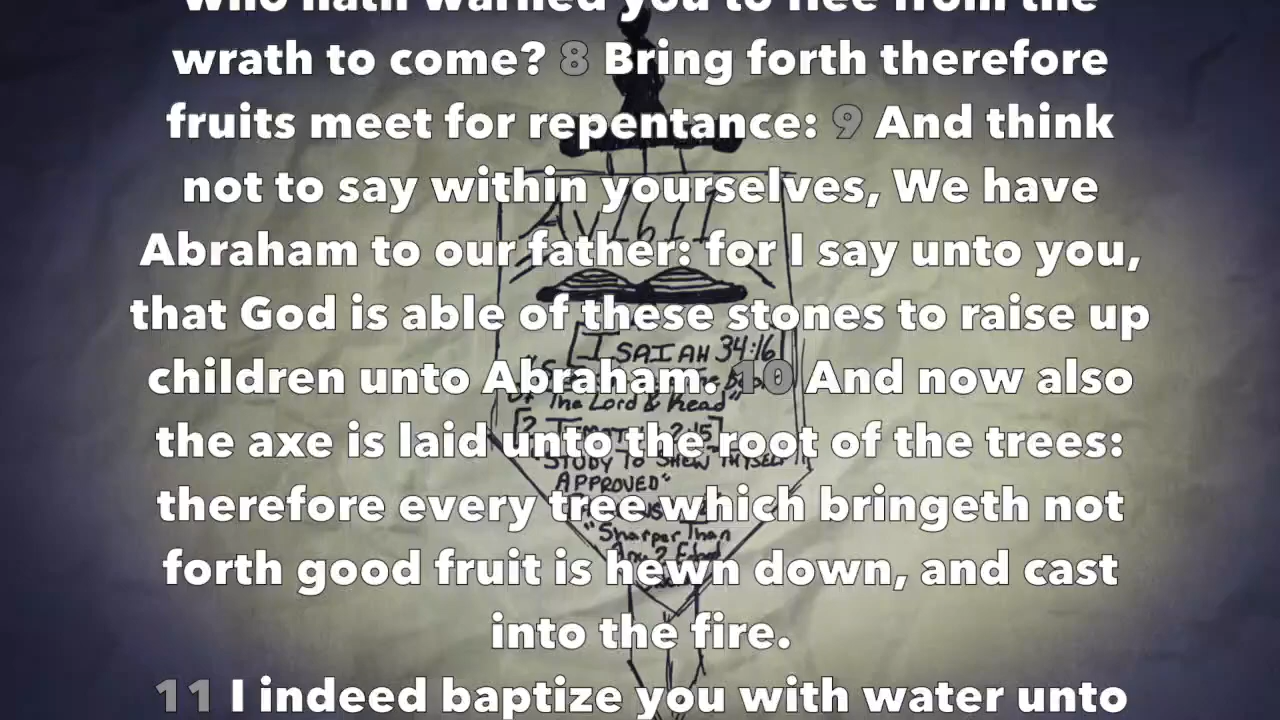 who hath warned you to flee from the
wrath to come? 8 Bring forth therefore
fruits meet for repentance: 9 And think
not to say within yourselves, We have
Abraham to our father: for I say unto you,
that God is able of these stones to raise up
children unto Abraham. 10 And now also
the axe is laid unto the root of the trees:
therefore every tree which bringeth not
forth good fruit is hewn down, and cast
into the fire.
11 I indeed baptize you with water unto
AV1611
[ISAIAH 34:16]
The Lord & Read"
"STUDY TO SHEW THYSELF
APPROVED"
"Sharper Than
Any 2 Edged